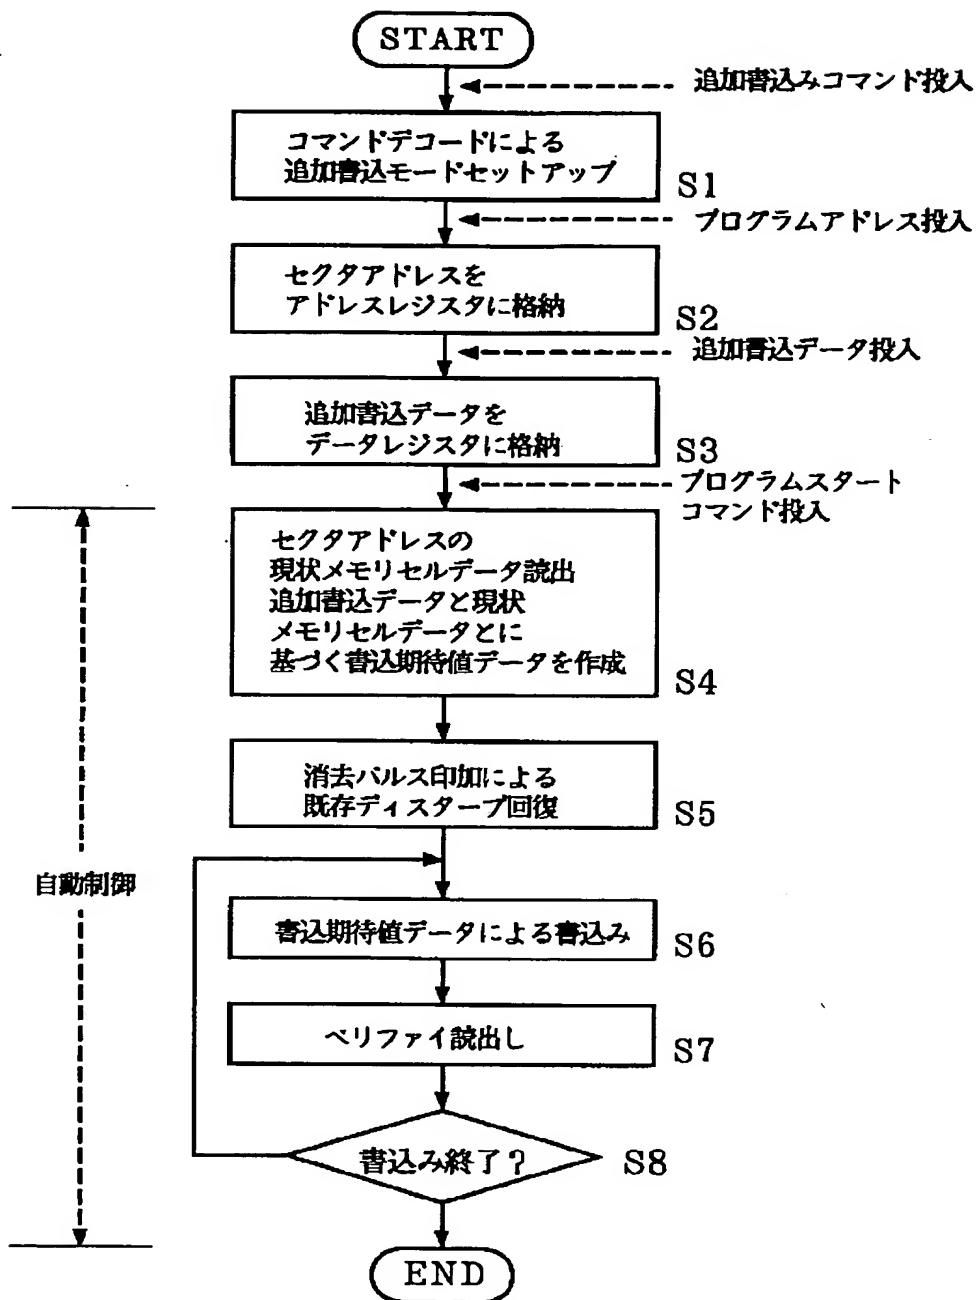 START
追加書込みコマンド投入
コマンドデコードによる
追加書込モードセットアップ
S1
プログラムアドレス投入
セクタアドレスを
アドレスレジスタに格納
S2
追加書込データ投入
追加書込データを
データレジスタに格納
S3
プログラムスタート
コマンド投入
セクタアドレスの
現状メモリセルデータ読出
追加書込データと現状
メモリセルデータとに
基づく書込期待値データを作成
S4
消去パルス印加による
既存ディスターブ回復
S5
自動制御
書込期待値データによる書込み
S6
ベリファイ読出し
S7
書込み終了?
S8
END